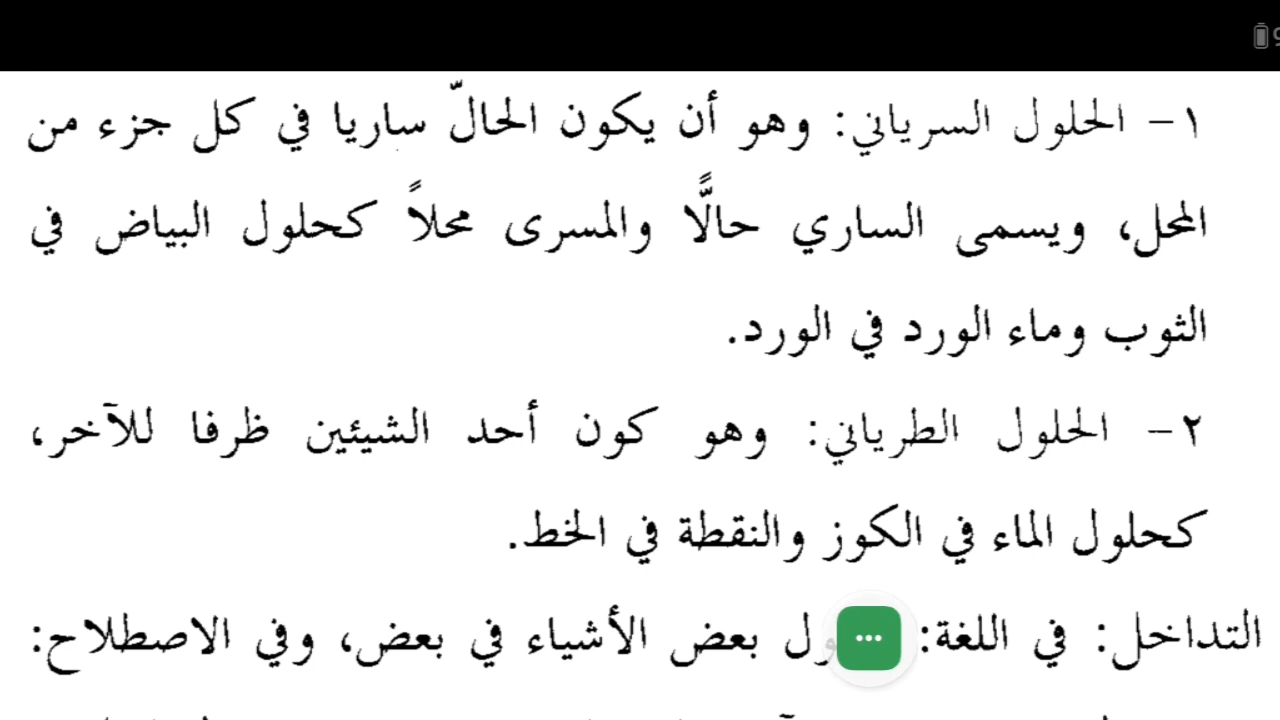 ١- الحلول السرياني: وهو أن يكون الحالّ ساريا في كل جزء من
المحل، ويسمى الساري حالًّا والمسرى محلاً كحلول البياض في
الثوب وماء الورد في الورد.
٢- الحلول الطرياني: وهو كون أحد الشيئين ظرفا للآخر،
كحلول الماء في الكوز والنقطة في الخط.
التداخل: في اللغة: بعض الأشياء في بعض، وفي الاصطلاح: